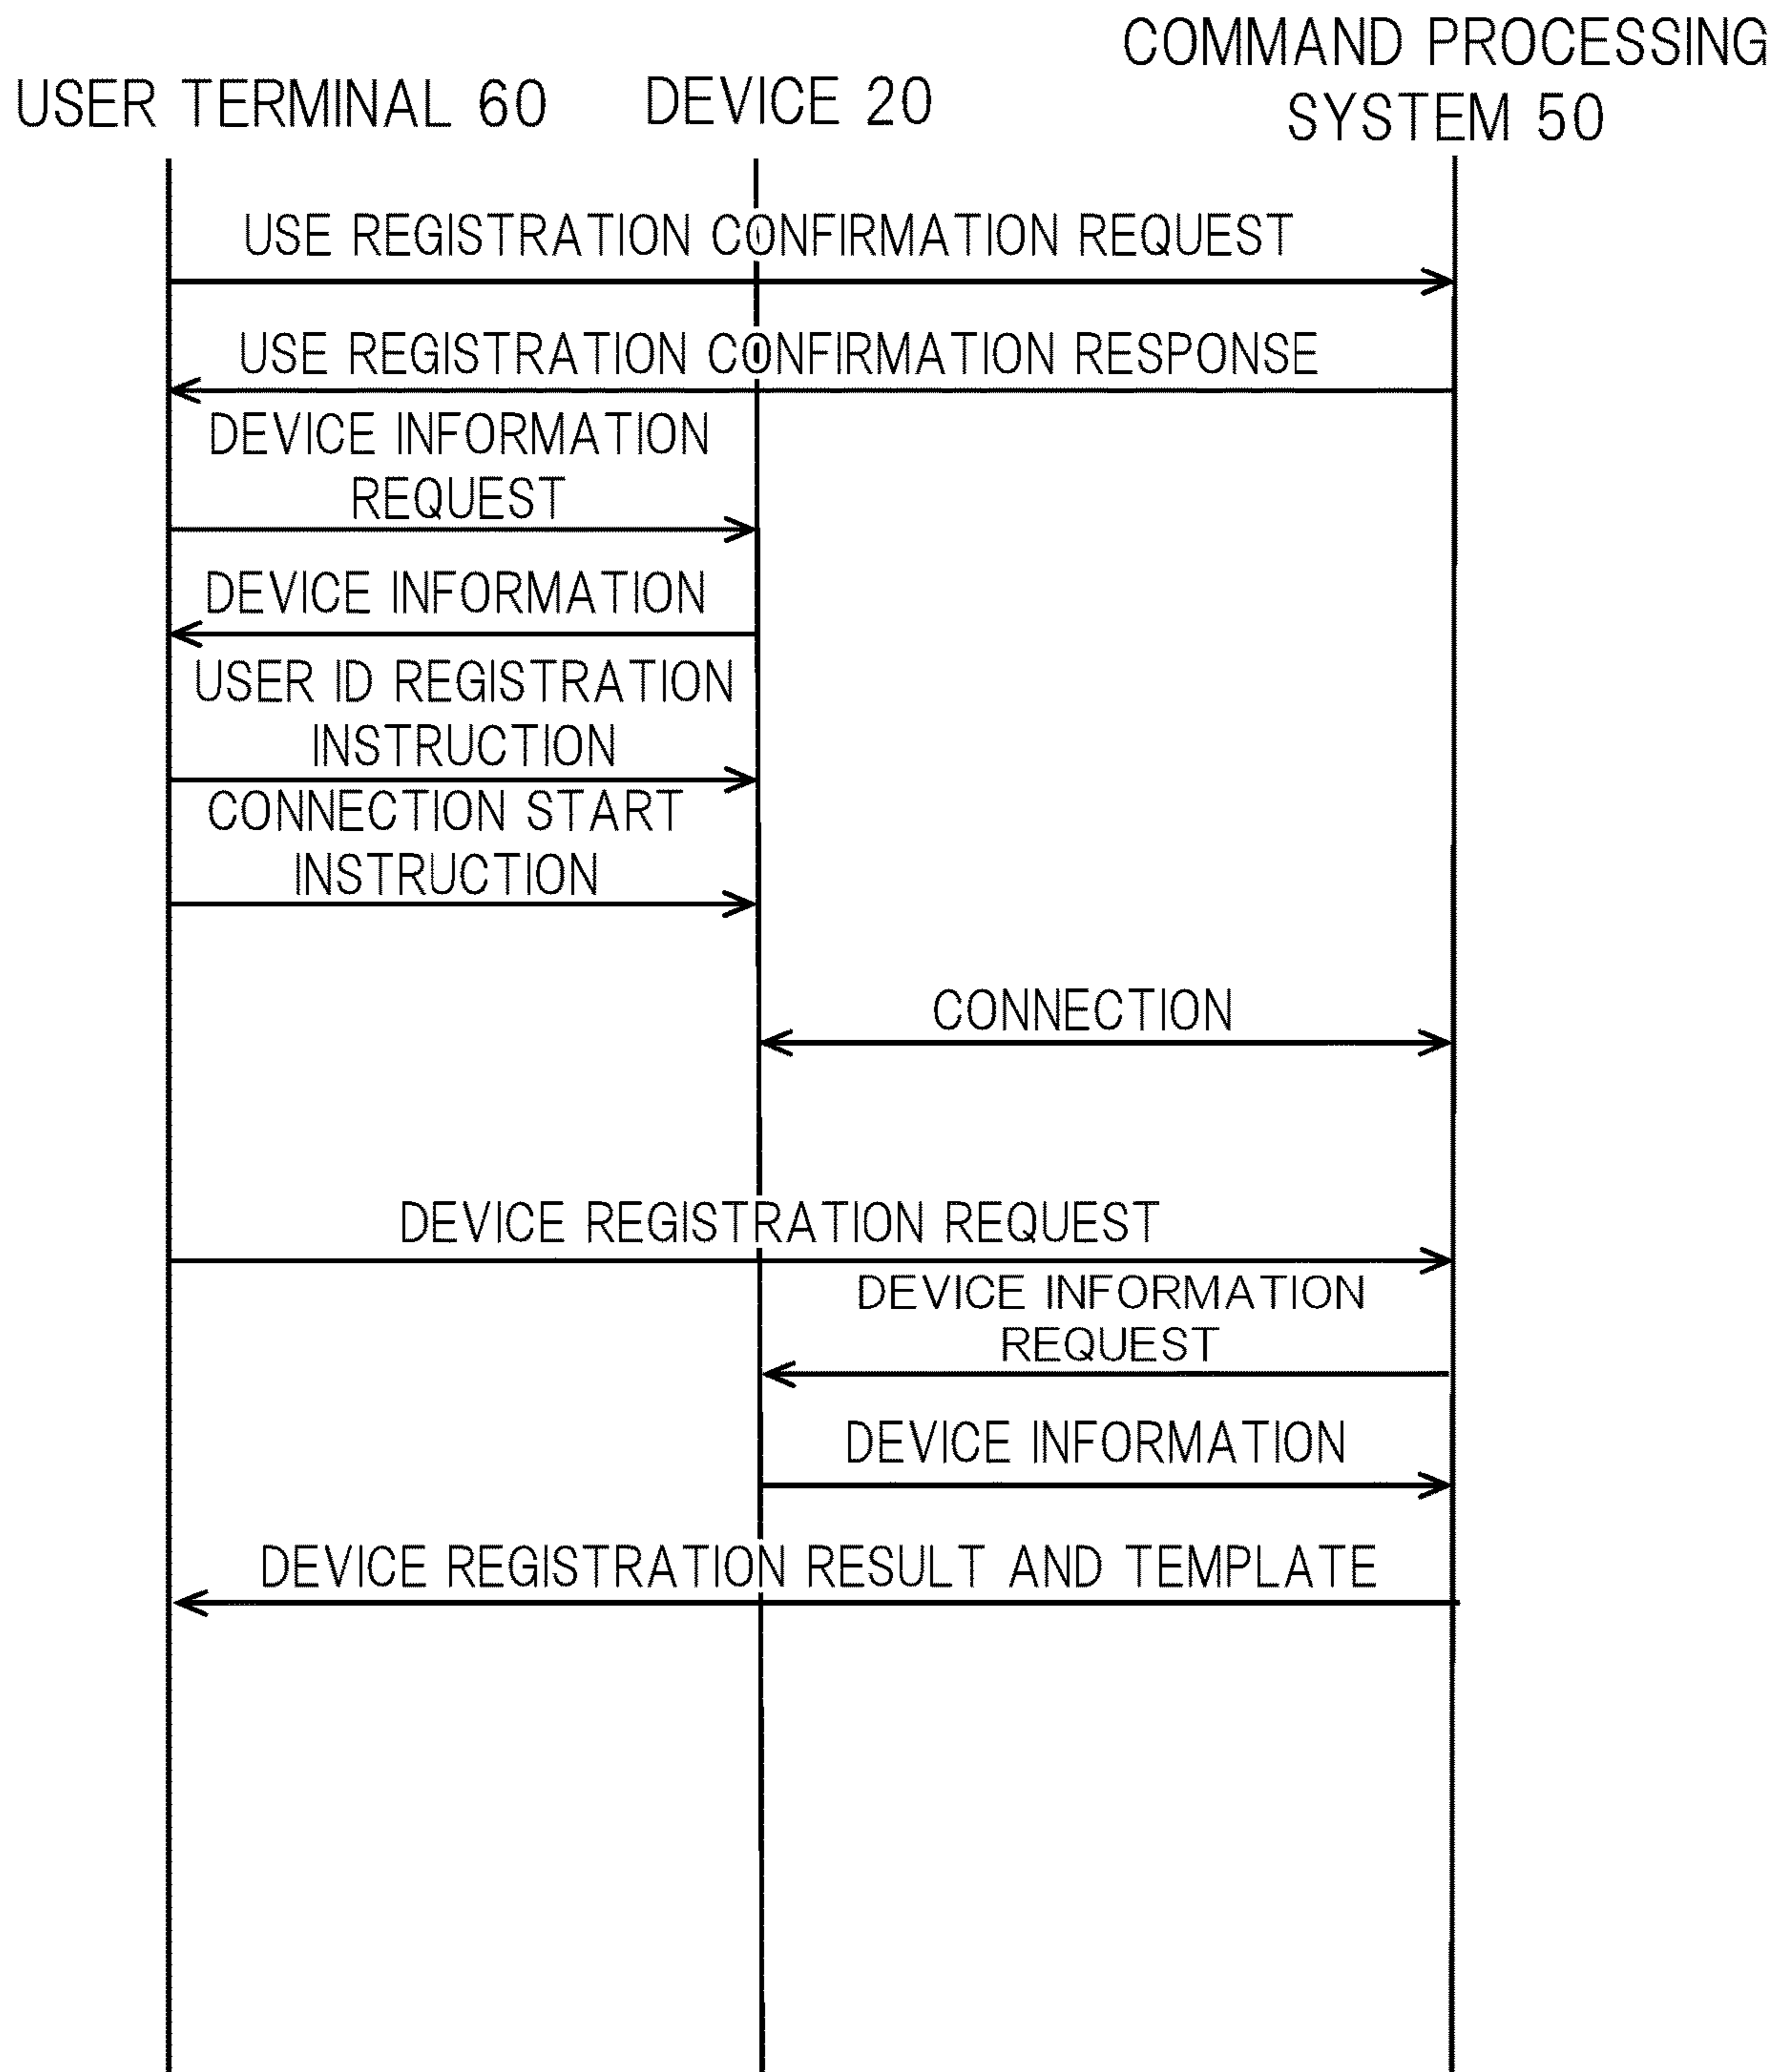 COMMAND PROCESSING
SYSTEM 50
USER TERMINAL 60
DEVICE 20
USE REGISTRATION CONFIRMATION REQUEST
USE REGISTRATION CONFIRMATION RESPONSE
DEVICE INFORMATION
REQUEST
DEVICE INFORMATION
USER ID REGISTRATION
INSTRUCTION
CONNECTION START
INSTRUCTION
CONNECTION
DEVICE REGISTRATION REQUEST
DEVICE INFORMATION
REQUEST
DEVICE INFORMATION
DEVICE REGISTRATION RESULT AND TEMPLATE